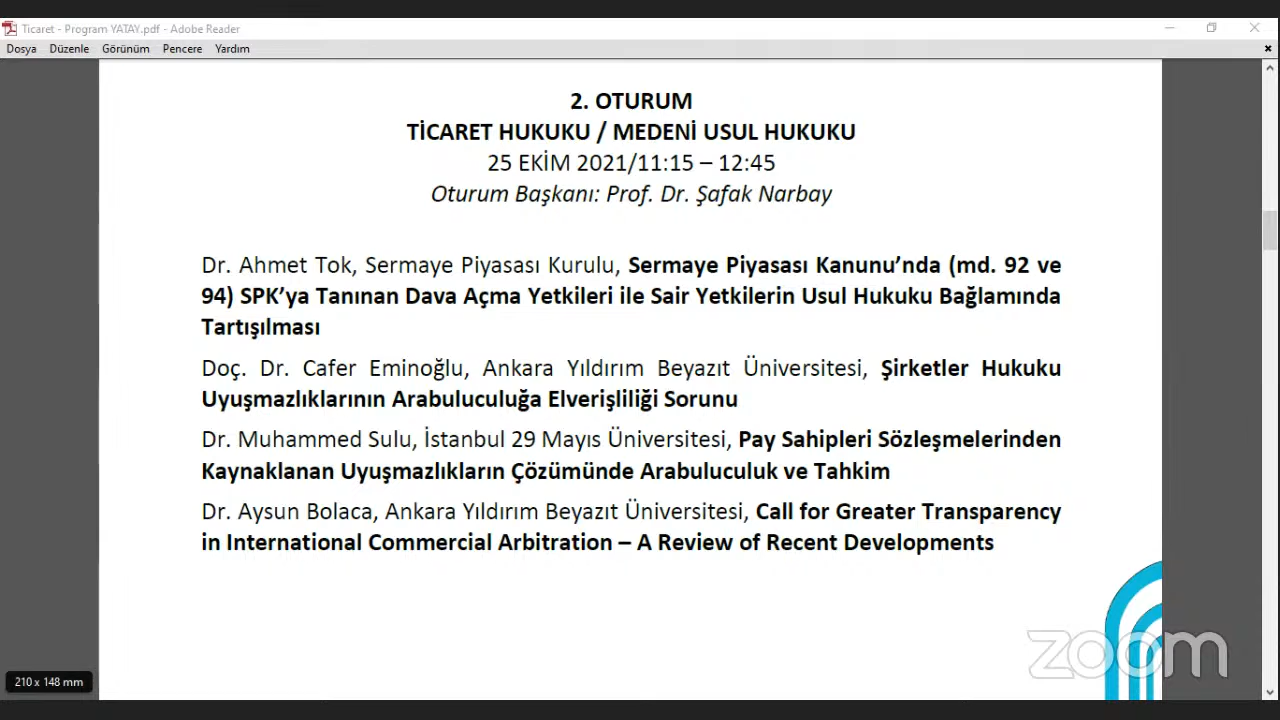 Ticaret - Program YATAY.pdf - Adobe Reader
Dosya Düzenle Görünüm Pencere Yardım
2. OTURUM
TİCARET HUKUKU / MEDENİ USUL HUKUKU
25 EKİM 2021/11:15 – 12:45
Oturum Başkanı: Prof. Dr. Şafak Narbay
Dr. Ahmet Tok, Sermaye Piyasası Kurulu, Sermaye Piyasası Kanunu’nda (md. 92 ve
94) SPK’ya Tanınan Dava Açma Yetkileri ile Sair Yetkilerin Usul Hukuku Bağlamında
Tartışılması
Doç. Dr. Cafer Eminoğlu, Ankara Yıldırım Beyazıt Üniversitesi, Şirketler Hukuku
Uyuşmazlıklarının Arabuluculuğa Elverişliliği Sorunu
Dr. Muhammed Sulu, İstanbul 29 Mayıs Üniversitesi, Pay Sahipleri Sözleşmelerinden
Kaynaklanan Uyuşmazlıkların Çözümünde Arabuluculuk ve Tahkim
Dr. Aysun Bolaca, Ankara Yıldırım Beyazıt Üniversitesi, Call for Greater Transparency
in International Commercial Arbitration – A Review of Recent Developments
zoom
210 x 148 mm